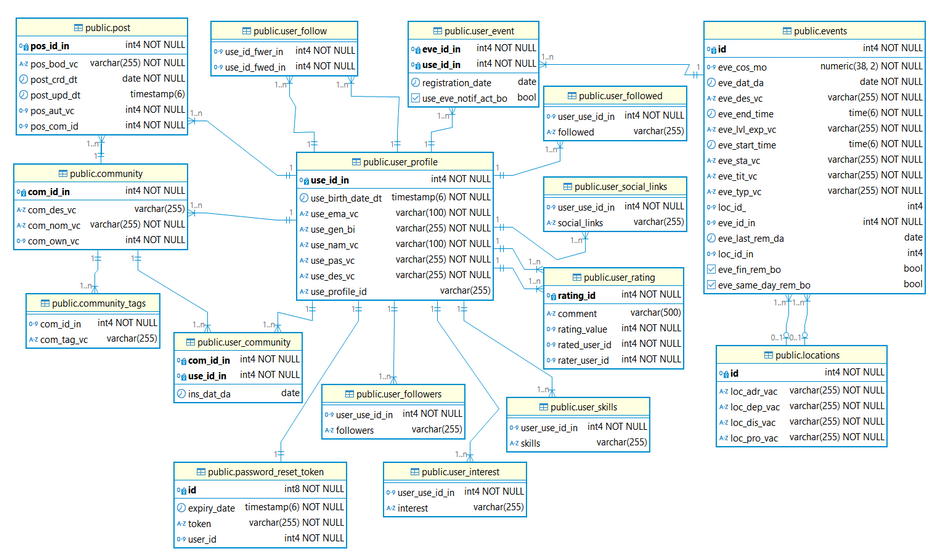 public.post
pos_id_in int4 NOT NULL
pos_bod_vc varchar(255) NOT NULL
post_crd_dt date NOT NULL
post_upd_dt timestamp(6)
pos_aut_vc int4 NOT NULL
pos_com_id int4 NOT NULL
public.user_follow
use_id_fwer_in int4 NOT NULL
use_id_fwed_in int4 NOT NULL
public.user_event
eve_id_in int4 NOT NULL
use_id_in int4 NOT NULL
registration_date date
use_eve_notif_act_bo bool
public.events
id int4 NOT NULL
eve_cos_mo numeric(38, 2) NOT NULL
eve_dat_da date NOT NULL
eve_des_vc varchar(255) NOT NULL
eve_end_time time(6) NOT NULL
eve_lvl_exp_vc varchar(255) NOT NULL
eve_start_time time(6) NOT NULL
eve_sta_vc varchar(255) NOT NULL
eve_tit_vc varchar(255) NOT NULL
eve_typ_vc varchar(255) NOT NULL
loc_id_ int4
eve_id_in int4 NOT NULL
eve_last_rem_da date
loc_id_in int4
eve_fin_rem_bo bool
eve_same_day_rem_bo bool
public.user_followed
user_use_id_in int4 NOT NULL
followed varchar(255)
public.community
com_id_in int4 NOT NULL
com_des_vc varchar(255)
com_nom_vc varchar(255) NOT NULL
com_own_vc int4 NOT NULL
public.user_profile
use_id_in int4 NOT NULL
use_birth_date_dt timestamp(6) NOT NULL
use_ema_vc varchar(100) NOT NULL
use_gen_bi varchar(255) NOT NULL
use_nam_vc varchar(100) NOT NULL
use_pas_vc varchar(255) NOT NULL
use_des_vc varchar(255) NOT NULL
use_profile_id varchar(255)
public.user_social_links
user_use_id_in int4 NOT NULL
social_links varchar(255)
public.user_rating
rating_id int4 NOT NULL
comment varchar(500)
rating_value int4 NOT NULL
rated_user_id int4 NOT NULL
rater_user_id int4 NOT NULL
public.community_tags
com_id_in int4 NOT NULL
com_tag_vc varchar(255)
public.user_community
com_id_in int4 NOT NULL
use_id_in int4 NOT NULL
ins_dat_da date
public.locations
id int4 NOT NULL
loc_adr_vac varchar(255) NOT NULL
loc_dep_vac varchar(255) NOT NULL
loc_dis_vac varchar(255) NOT NULL
loc_pro_vac varchar(255) NOT NULL
public.user_followers
user_use_id_in int4 NOT NULL
followers varchar(255)
public.user_skills
user_use_id_in int4 NOT NULL
skills varchar(255)
public.password_reset_token
id int8 NOT NULL
expiry_date timestamp(6) NOT NULL
token varchar(255) NOT NULL
user_id int4 NOT NULL
public.user_interest
user_use_id_in int4 NOT NULL
interest varchar(255)